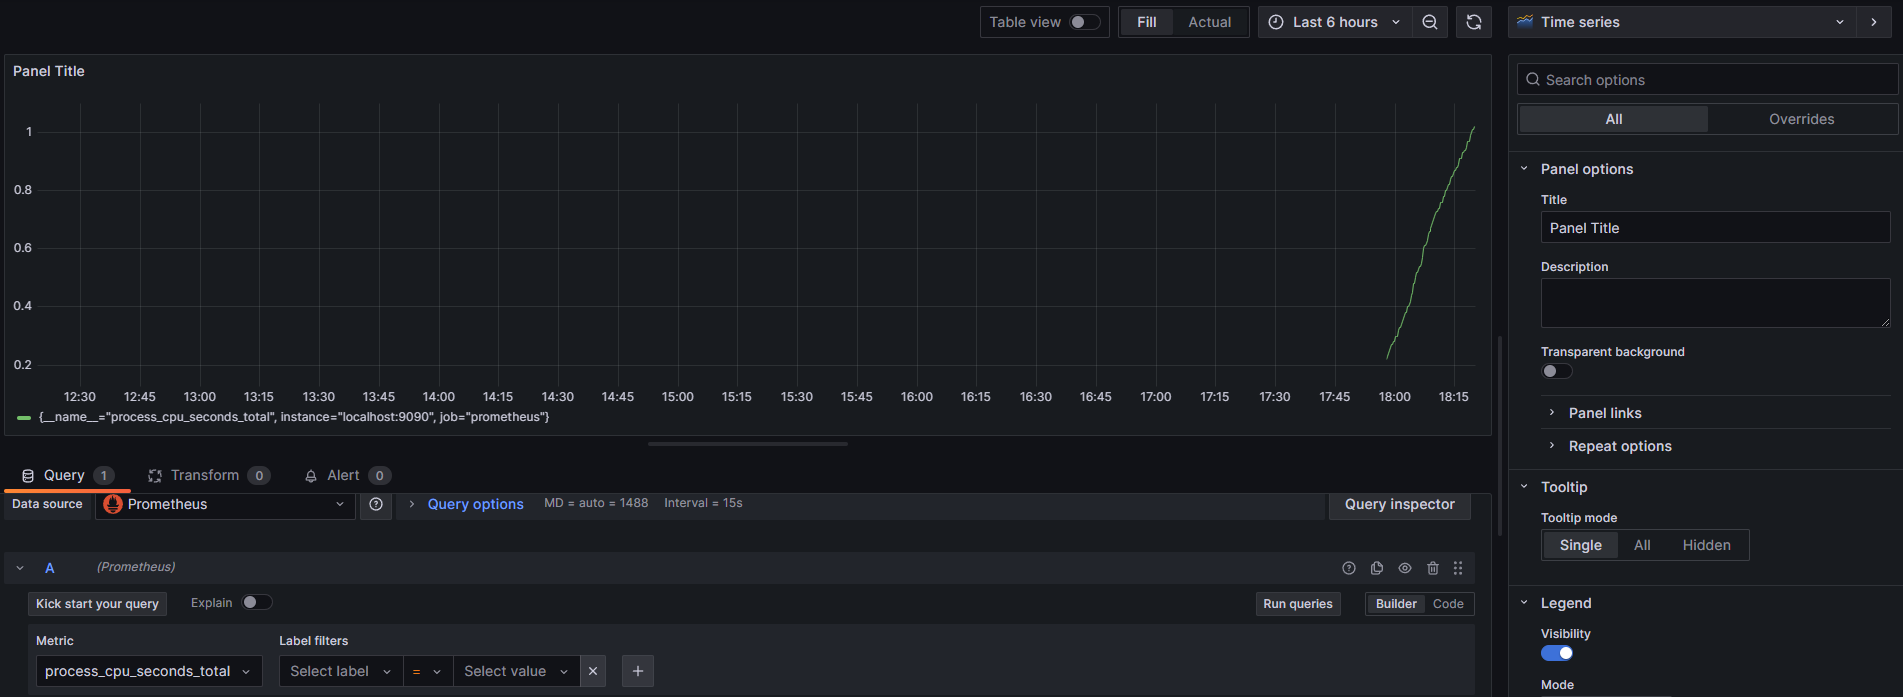 Table view
Fill Actual
Last 6 hours
Time series
Panel Title
1
0.8
0.6
0.4
0.2
12:30 12:45 13:00 13:15 13:30 13:45 14:00 14:15 14:30 14:45 15:00 15:15 15:30 15:45 16:00 16:15 16:30 16:45 17:00 17:15 17:30 17:45 18:00 18:15
{__name__="process_cpu_seconds_total", instance="localhost:9090", job="prometheus"}
Query 1 Transform 0 Alert 0
Data source Prometheus Query options MD = auto = 1488 Interval = 15s Query inspector
A (Prometheus)
Kick start your query Explain Run queries Builder Code
Metric Label filters
process_cpu_seconds_total Select label = Select value
Search options
All Overrides
Panel options
Title
Panel Title
Description
Transparent background
Panel links
Repeat options
Tooltip
Tooltip mode
Single All Hidden
Legend
Visibility
Mode